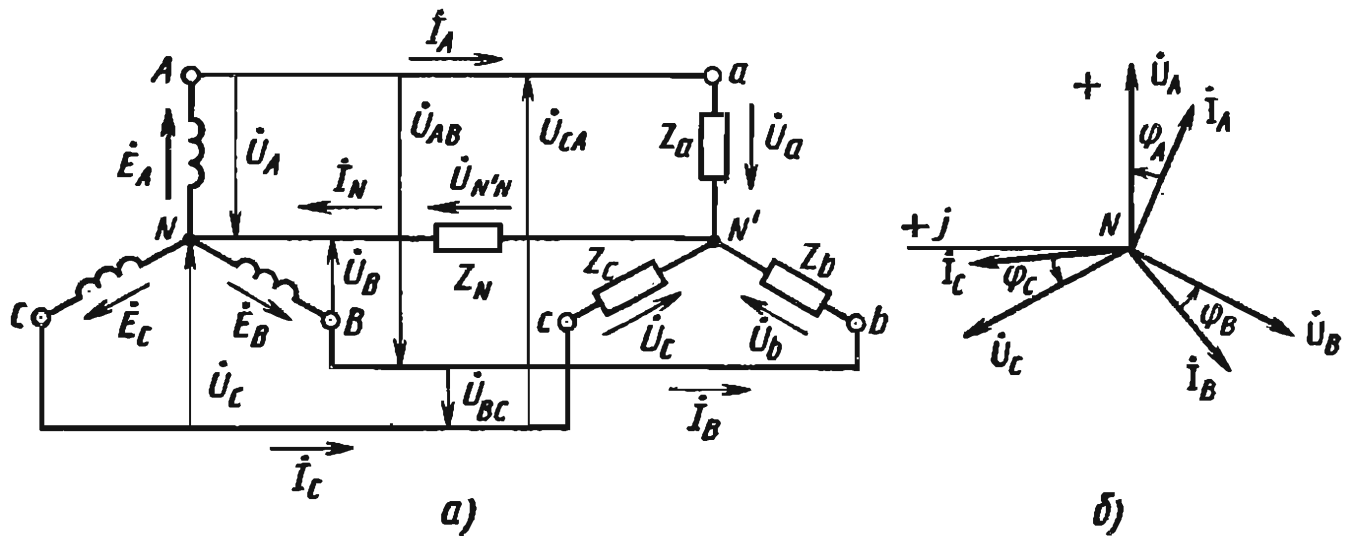 İ_A
A
a
U̇_A
U̇_AB
U̇_CA
Z_a
U̇_a
Ė_A
İ_N
U̇_N'N
N
N'
Z_N
U̇_B
Z_c
Z_b
C
Ė_C
Ė_B
B
c
U̇_c
U̇_b
b
U̇_C
U̇_BC
İ_B
İ_C
а)
+
U̇_A
İ_A
φ_A
+ j
N
İ_C
φ_C
φ_B
U̇_C
İ_B
U̇_B
б)